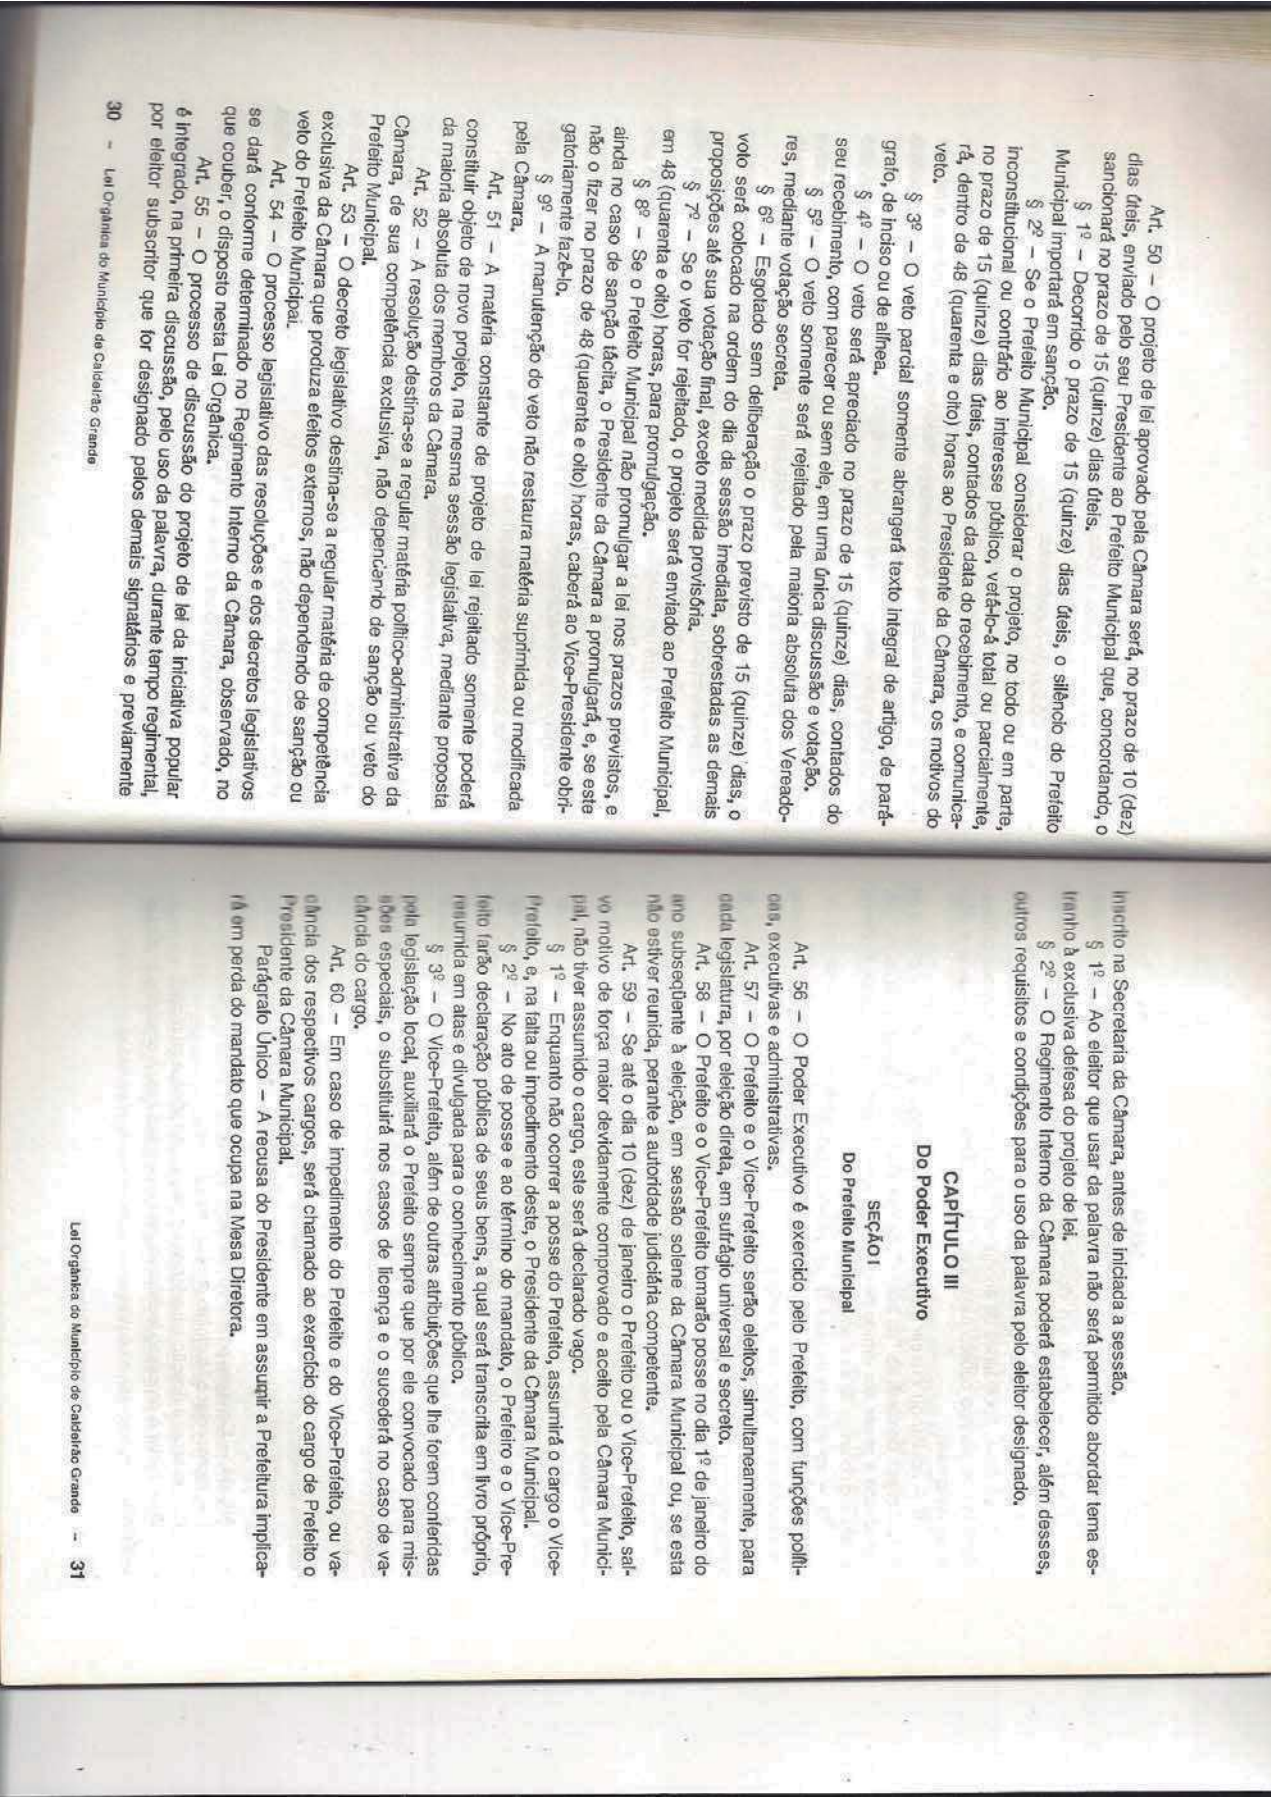 Art. 50 – O projeto de lei aprovado pela Câmara será, no prazo de 10 (dez)
dias úteis, enviado pelo seu Presidente ao Prefeito Municipal que, concordando, o
sancionará no prazo de 15 (quinze) dias úteis.
§ 1º – Decorrido o prazo de 15 (quinze) dias úteis, o silêncio do Prefeito
Municipal importará em sanção.
§ 2º – Se o Prefeito Municipal considerar o projeto, no todo ou em parte,
inconstitucional ou contrário ao interesse público, vetá-lo-á total ou parcialmente,
no prazo de 15 (quinze) dias úteis, contados da data do recebimento, e comunica-
rá, dentro de 48 (quarenta e oito) horas ao Presidente da Câmara, os motivos do
veto.
§ 3º – O veto parcial somente abrangerá texto integral de artigo, de pará-
grafo, de inciso ou de alínea.
§ 4º – O veto será apreciado no prazo de 15 (quinze) dias, contados do
seu recebimento, com parecer ou sem ele, em uma única discussão e votação.
§ 5º – O veto somente será rejeitado pela maioria absoluta dos Vereado-
res, mediante votação secreta.
§ 6º – Esgotado sem deliberação o prazo previsto de 15 (quinze) dias, o
voto será colocado na ordem do dia da sessão imediata, sobrestadas as demais
proposições até sua votação final, exceto medida provisória.
§ 7º – Se o veto for rejeitado, o projeto será enviado ao Prefeito Municipal,
em 48 (quarenta e oito) horas, para promulgação.
§ 8º – Se o Prefeito Municipal não promulgar a lei nos prazos previstos, e
ainda no caso de sanção tácita, o Presidente da Câmara a promulgará, e, se este
não o fizer no prazo de 48 (quarenta e oito) horas, caberá ao Vice-Presidente obri-
gatoriamente fazê-lo.
§ 9º – A manutenção do veto não restaura matéria suprimida ou modificada
pela Câmara.
Art. 51 – A matéria constante de projeto de lei rejeitado somente poderá
constituir objeto de novo projeto, na mesma sessão legislativa, mediante proposta
da maioria absoluta dos membros da Câmara.
Art. 52 – A resolução destina-se a regular matéria político-administrativa da
Câmara, de sua competência exclusiva, não dependendo de sanção ou veto do
Prefeito Municipal.
Art. 53 – O decreto legislativo destina-se a regular matéria de competência
exclusiva da Câmara que produza efeitos externos, não dependendo de sanção ou
veto do Prefeito Municipal.
Art. 54 – O processo legislativo das resoluções e dos decretos legislativos
se dará conforme determinado no Regimento Interno da Câmara, observado, no
que couber, o disposto nesta Lei Orgânica.
Art. 55 – O processo de discussão do projeto de lei da iniciativa popular
é integrado, na primeira discussão, pelo uso da palavra, durante tempo regimental,
por eleitor subscritor que for designado pelos demais signatários e previamente
30 – Lei Orgânica do Município de Caldeirão Grande
inscrito na Secretaria da Câmara, antes de iniciada a sessão.
§ 1º – Ao eleitor que usar da palavra não será permitido abordar tema es-
tranho à exclusiva defesa do projeto de lei.
§ 2º – O Regimento Interno da Câmara poderá estabelecer, além desses,
outros requisitos e condições para o uso da palavra pelo eleitor designado.
CAPÍTULO III
Do Poder Executivo
SEÇÃO I
Do Prefeito Municipal
Art. 56 – O Poder Executivo é exercido pelo Prefeito, com funções políti-
cas, executivas e administrativas.
Art. 57 – O Prefeito e o Vice-Prefeito serão eleitos, simultaneamente, para
cada legislatura, por eleição direta, em sufrágio universal e secreto.
Art. 58 – O Prefeito e o Vice-Prefeito tomarão posse no dia 1º de janeiro do
ano subseqüente à eleição, em sessão solene da Câmara Municipal ou, se esta
não estiver reunida, perante a autoridade judiciária competente.
Art. 59 – Se até o dia 10 (dez) de janeiro o Prefeito ou o Vice-Prefeito, sal-
vo motivo de força maior devidamente comprovado e aceito pela Câmara Munici-
pal, não tiver assumido o cargo, este será declarado vago.
§ 1º – Enquanto não ocorrer a posse do Prefeito, assumirá o cargo o Vice-
Prefeito, e, na falta ou impedimento deste, o Presidente da Câmara Municipal.
§ 2º – No ato de posse e ao término do mandato, o Prefeiro e o Vice-Pre-
feito farão declaração pública de seus bens, a qual será transcrita em livro próprio,
resumida em atas e divulgada para o conhecimento público.
§ 3º – O Vice-Prefeito, além de outras atribuições que lhe forem conferidas
pela legislação local, auxiliará o Prefeito sempre que por ele convocado para mis-
sões especiais, o substituirá nos casos de licença e o sucederá no caso de va-
cância do cargo.
Art. 60 – Em caso de impedimento do Prefeito e do Vice-Prefeito, ou va-
cância dos respectivos cargos, será chamado ao exercício do cargo de Prefeito o
Presidente da Câmara Municipal.
Parágrafo Único – A recusa do Presidente em assumir a Prefeitura implica-
rá em perda do mandato que ocupa na Mesa Diretora.
Lei Orgânica do Município de Caldeirão Grande – 31